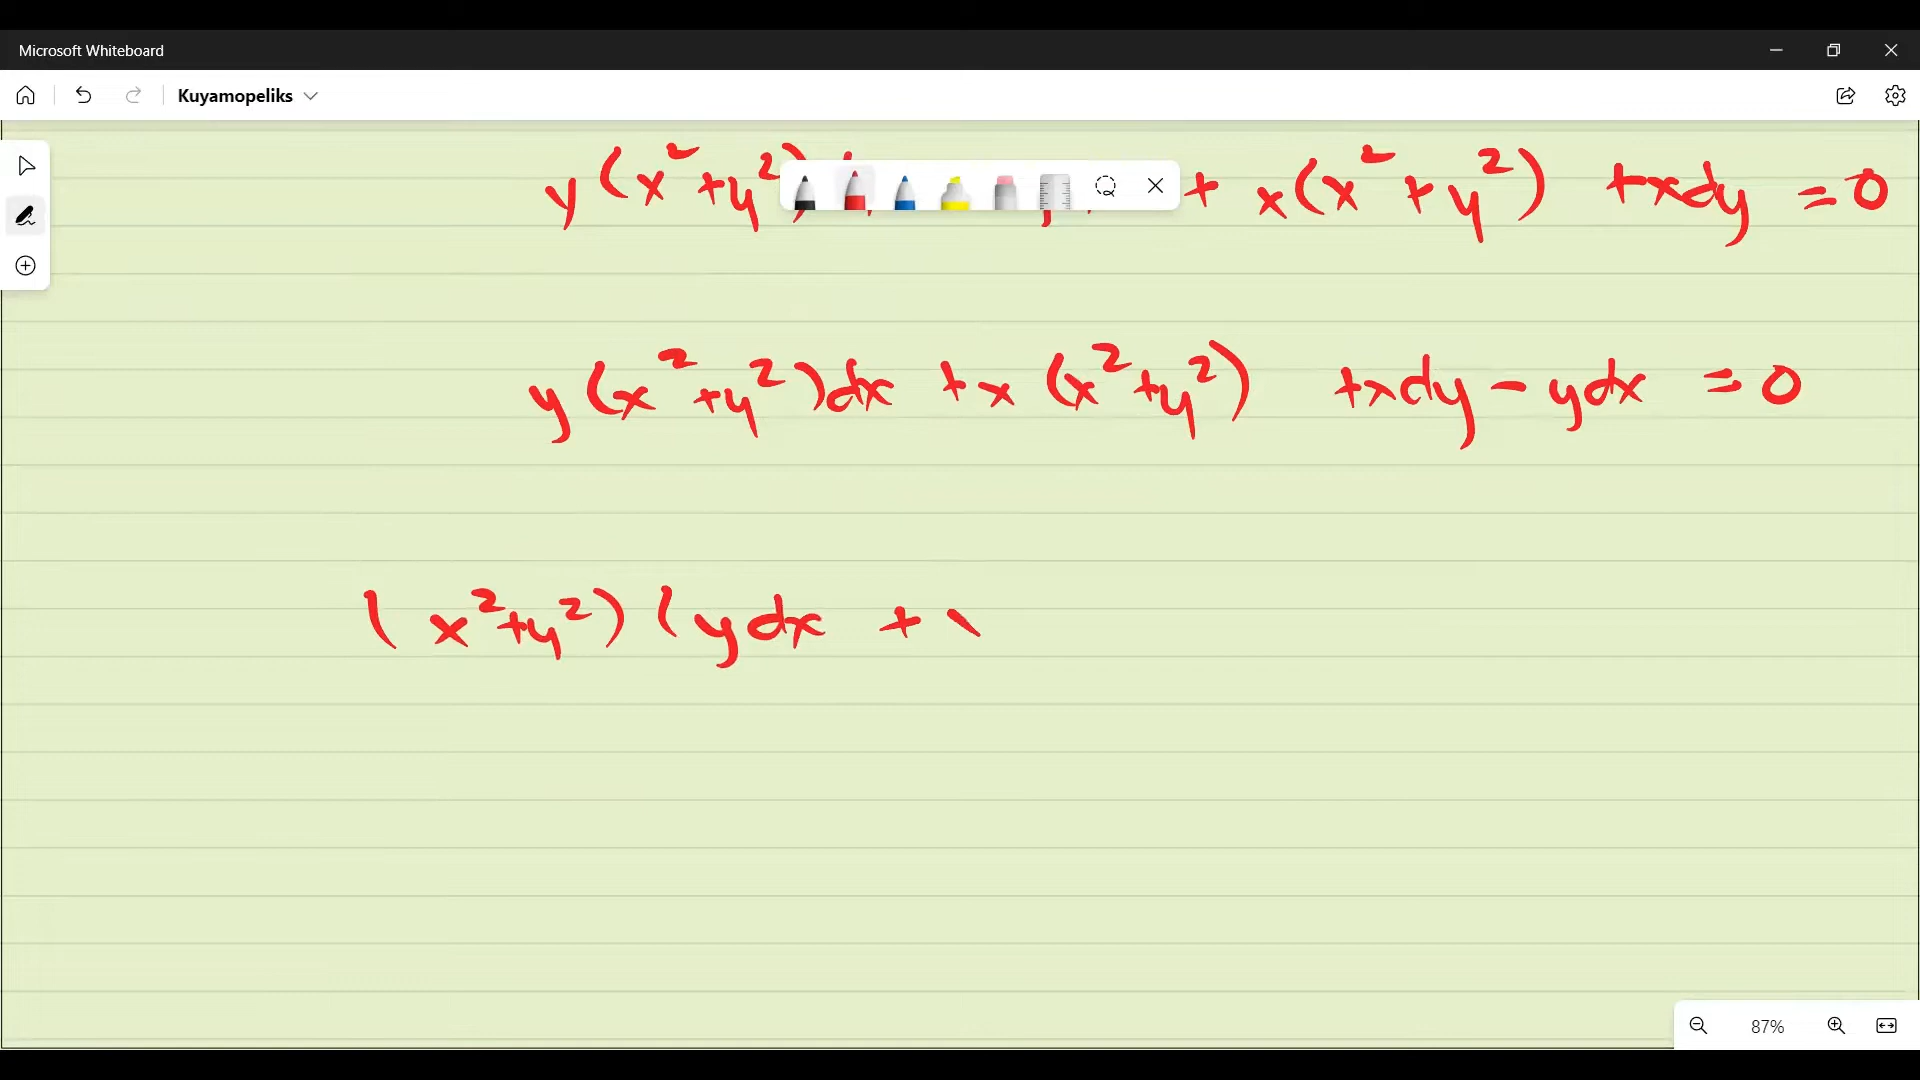 Microsoft Whiteboard
Kuyamopeliks
y(x²+y²) + x(x²+y²) +xdy =0
y(x²+y²)dx +x(x²+y²) +xdy-ydx =0
(x²+y²)(ydx +
87%